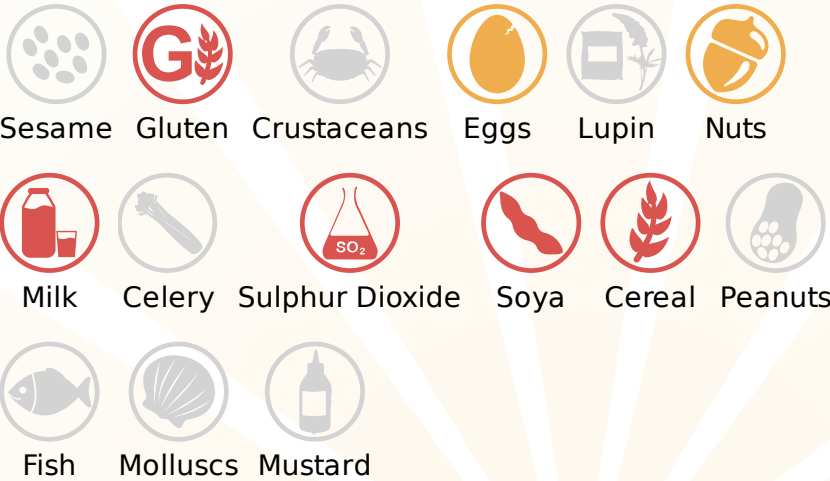 G
Sesame Gluten Crustaceans Eggs Lupin Nuts
SO₂
Milk Celery Sulphur Dioxide Soya Cereal Peanuts
Fish Molluscs Mustard